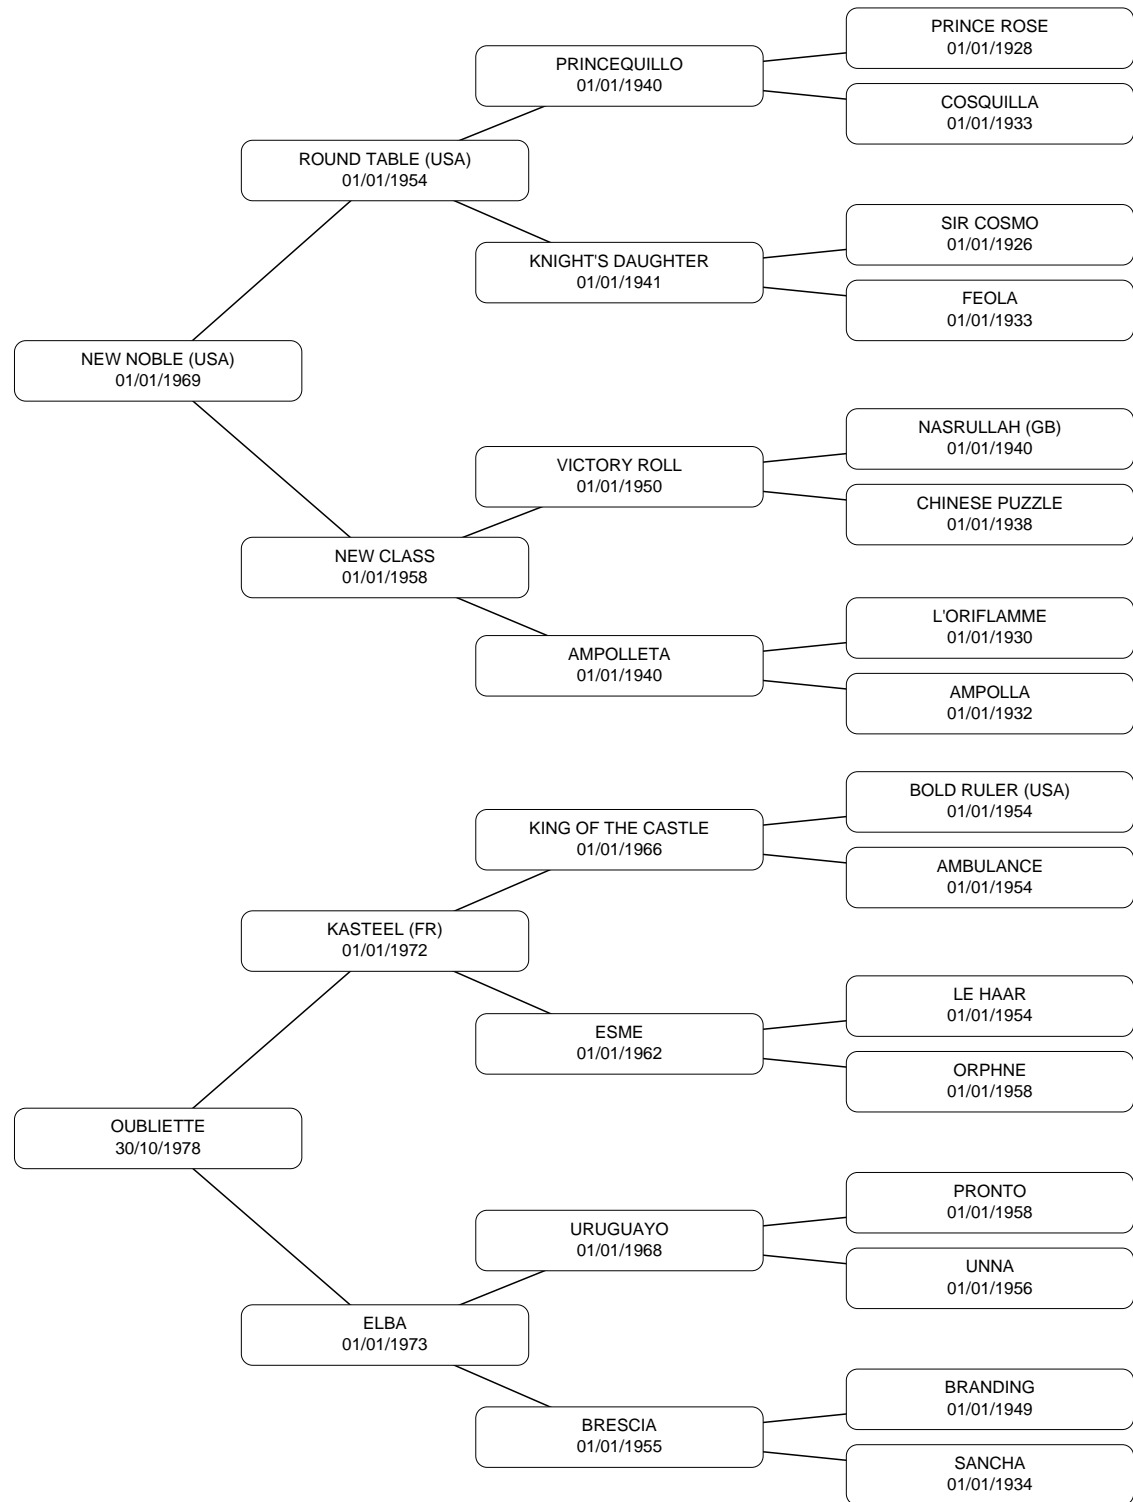 PRINCE ROSE
01/01/1928
PRINCEQUILLO
01/01/1940
COSQUILLA
01/01/1933
ROUND TABLE (USA)
01/01/1954
SIR COSMO
01/01/1926
KNIGHT'S DAUGHTER
01/01/1941
FEOLA
01/01/1933
NEW NOBLE (USA)
01/01/1969
NASRULLAH (GB)
01/01/1940
VICTORY ROLL
01/01/1950
CHINESE PUZZLE
01/01/1938
NEW CLASS
01/01/1958
L'ORIFLAMME
01/01/1930
AMPOLLETA
01/01/1940
AMPOLLA
01/01/1932
BOLD RULER (USA)
01/01/1954
KING OF THE CASTLE
01/01/1966
AMBULANCE
01/01/1954
KASTEEL (FR)
01/01/1972
LE HAAR
01/01/1954
ESME
01/01/1962
ORPHNE
01/01/1958
OUBLIETTE
30/10/1978
PRONTO
01/01/1958
URUGUAYO
01/01/1968
UNNA
01/01/1956
ELBA
01/01/1973
BRANDING
01/01/1949
BRESCIA
01/01/1955
SANCHA
01/01/1934